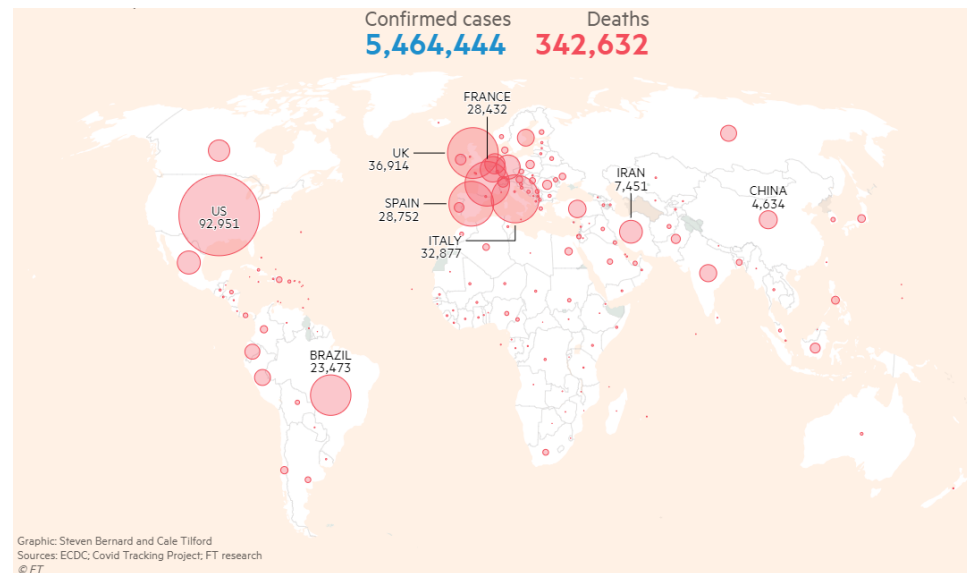 Confirmed cases
5,464,444
Deaths
342,632
FRANCE
28,432
UK
36,914
IRAN
7,451
CHINA
4,634
US
92,951
SPAIN
28,752
ITALY
32,877
BRAZIL
23,473
Graphic: Steven Bernard and Cale Tilford
Sources: ECDC; Covid Tracking Project; FT research
© FT